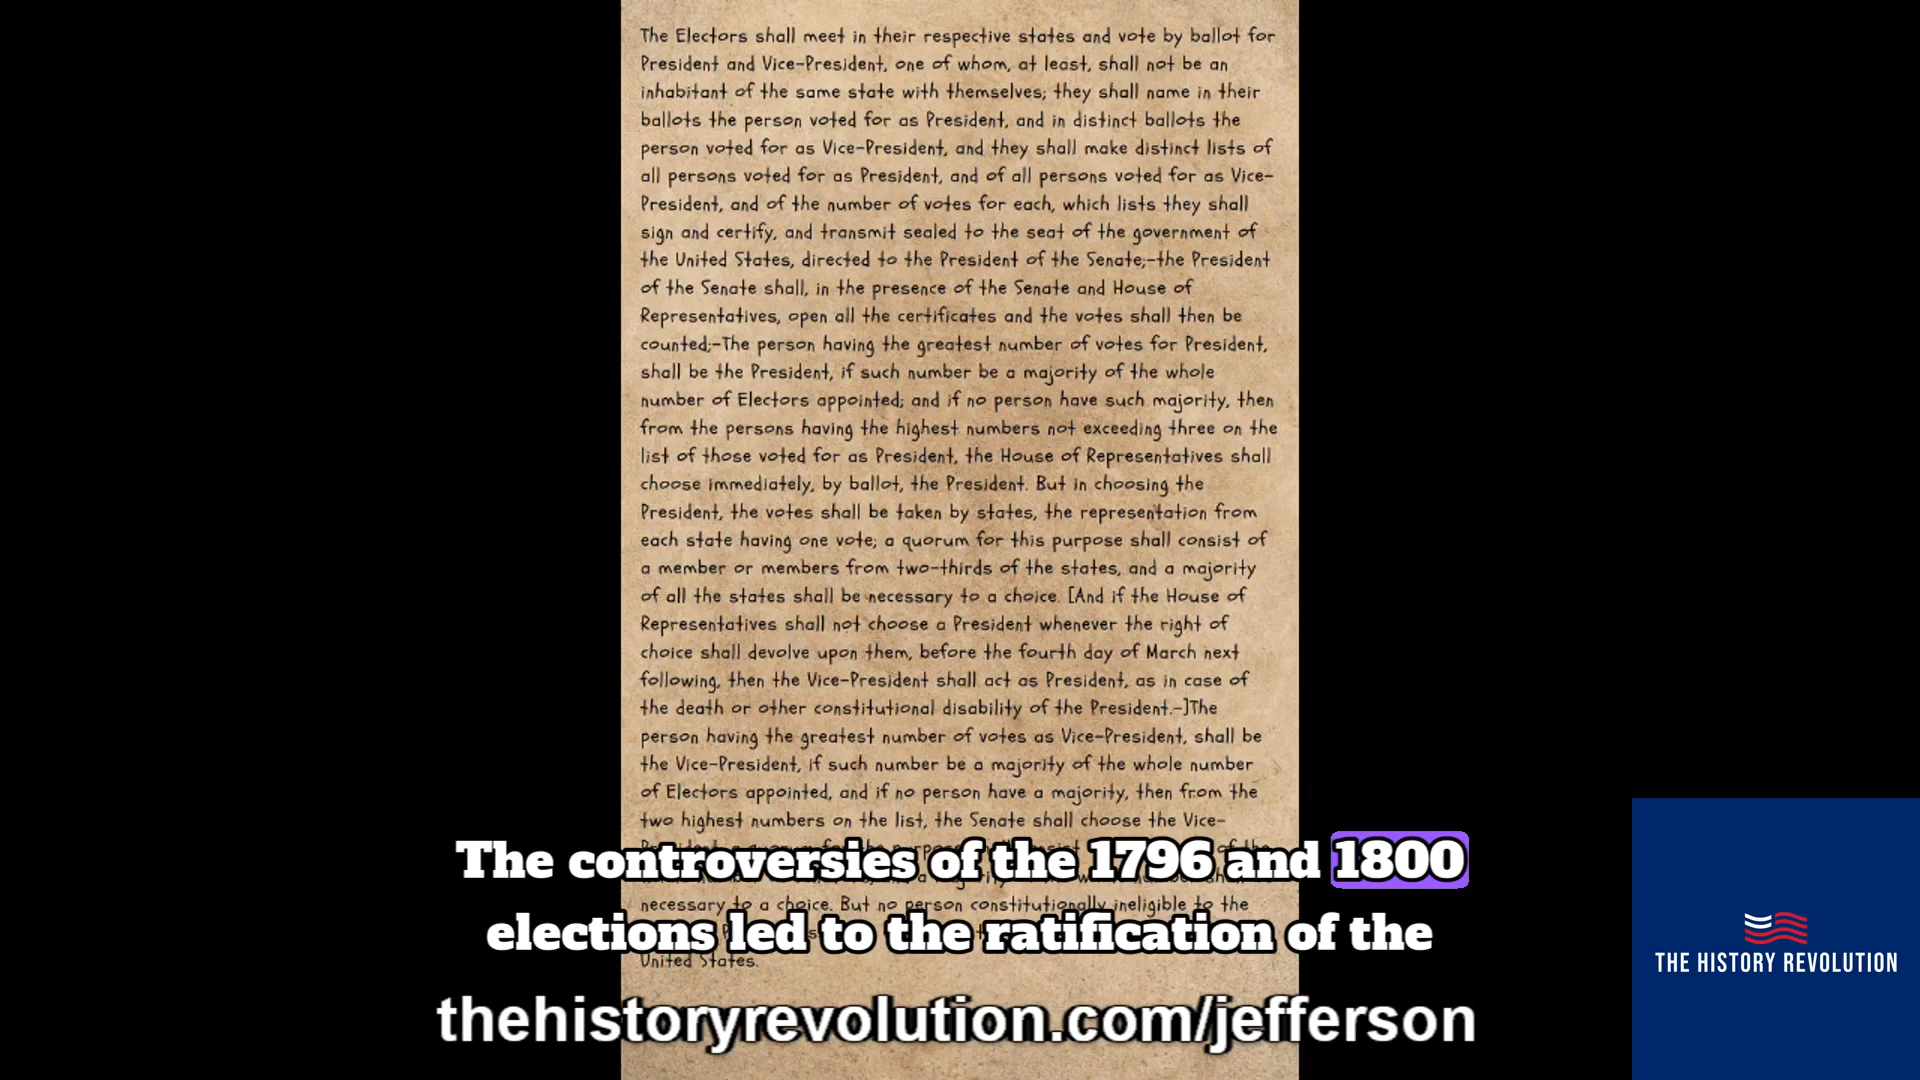 The Electors shall meet in their respective states and vote by ballot for
President and Vice-President, one of whom, at least, shall not be an
inhabitant of the same state with themselves; they shall name in their
ballots the person voted for as President, and in distinct ballots the
person voted for as Vice-President, and they shall make distinct lists of
all persons voted for as President, and of all persons voted for as Vice-
President, and of the number of votes for each, which lists they shall
sign and certify, and transmit sealed to the seat of the government of
the United States, directed to the President of the Senate;-the President
of the Senate shall, in the presence of the Senate and House of
Representatives, open all the certificates and the votes shall then be
counted;-The person having the greatest number of votes for President,
shall be the President, if such number be a majority of the whole
number of Electors appointed; and if no person have such majority, then
from the persons having the highest numbers not exceeding three on the
list of those voted for as President, the House of Representatives shall
choose immediately, by ballot, the President. But in choosing the
President, the votes shall be taken by states, the representation from
each state having one vote; a quorum for this purpose shall consist of
a member or members from two-thirds of the states, and a majority
of all the states shall be necessary to a choice. [And if the House of
Representatives shall not choose a President whenever the right of
choice shall devolve upon them, before the fourth day of March next
following, then the Vice-President shall act as President, as in case of
the death or other constitutional disability of the President.-]The
person having the greatest number of votes as Vice-President, shall be
the Vice-President, if such number be a majority of the whole number
of Electors appointed, and if no person have a majority, then from the
two highest numbers on the list, the Senate shall choose the Vice-
The controversies of the 1796 and 1800
necessary to a choice. But no person constitutionally ineligible to the
elections led to the ratification of the
United States.
thehistoryrevolution.com/jefferson
THE HISTORY REVOLUTION